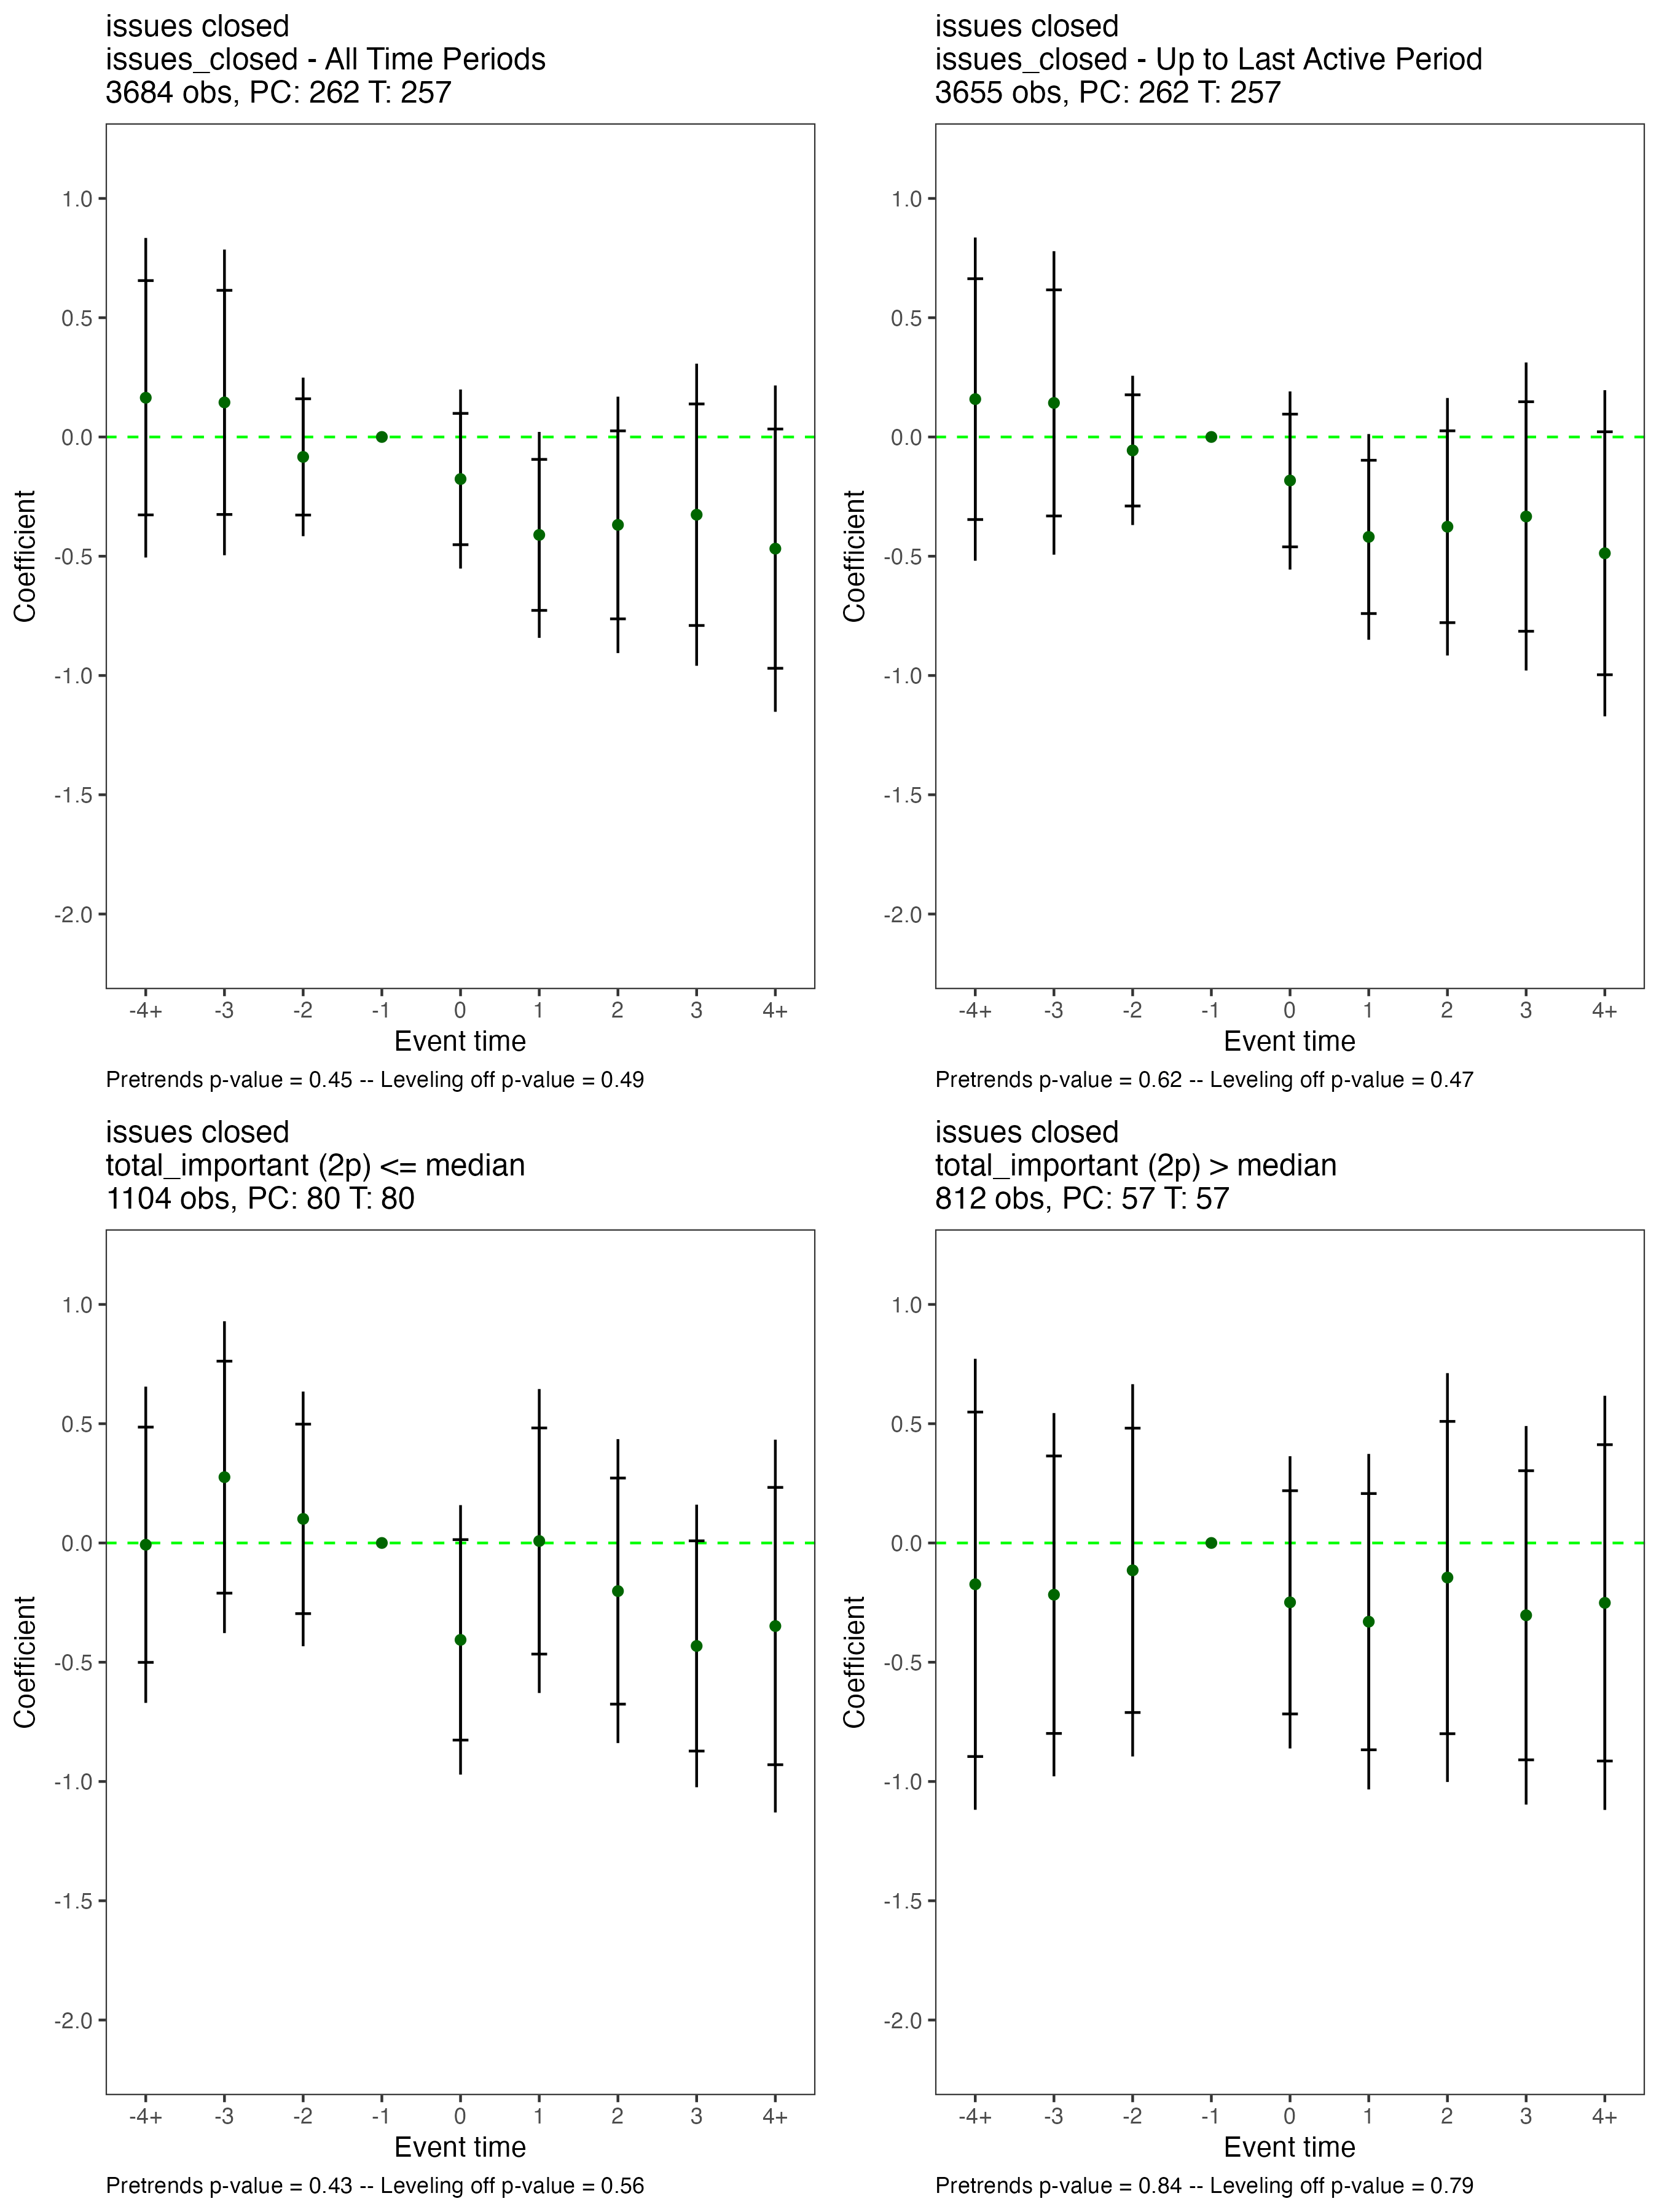 issues closed
issues_closed - All Time Periods
3684 obs, PC: 262 T: 257
1.0
0.5
0.0
-0.5
-1.0
-1.5
-2.0
Coefficient
-4+ -3 -2 -1 0 1 2 3 4+
Event time
Pretrends p-value = 0.45 -- Leveling off p-value = 0.49
issues closed
issues_closed - Up to Last Active Period
3655 obs, PC: 262 T: 257
1.0
0.5
0.0
-0.5
-1.0
-1.5
-2.0
Coefficient
-4+ -3 -2 -1 0 1 2 3 4+
Event time
Pretrends p-value = 0.62 -- Leveling off p-value = 0.47
issues closed
total_important (2p) <= median
1104 obs, PC: 80 T: 80
1.0
0.5
0.0
-0.5
-1.0
-1.5
-2.0
Coefficient
-4+ -3 -2 -1 0 1 2 3 4+
Event time
Pretrends p-value = 0.43 -- Leveling off p-value = 0.56
issues closed
total_important (2p) > median
812 obs, PC: 57 T: 57
1.0
0.5
0.0
-0.5
-1.0
-1.5
-2.0
Coefficient
-4+ -3 -2 -1 0 1 2 3 4+
Event time
Pretrends p-value = 0.84 -- Leveling off p-value = 0.79